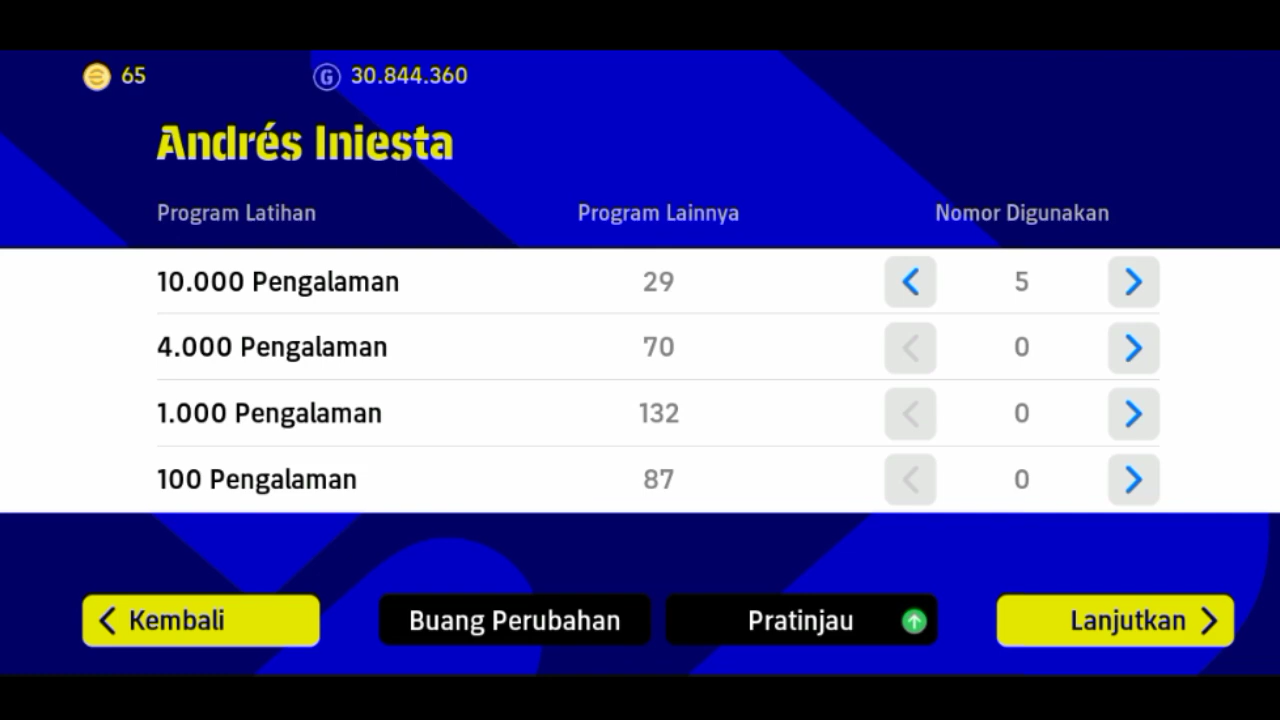 65 30.844.360
Andrés Iniesta
Program Latihan Program Lainnya Nomor Digunakan
10.000 Pengalaman 29 5
4.000 Pengalaman 70 0
1.000 Pengalaman 132 0
100 Pengalaman 87 0
Kembali Buang Perubahan Pratinjau Lanjutkan